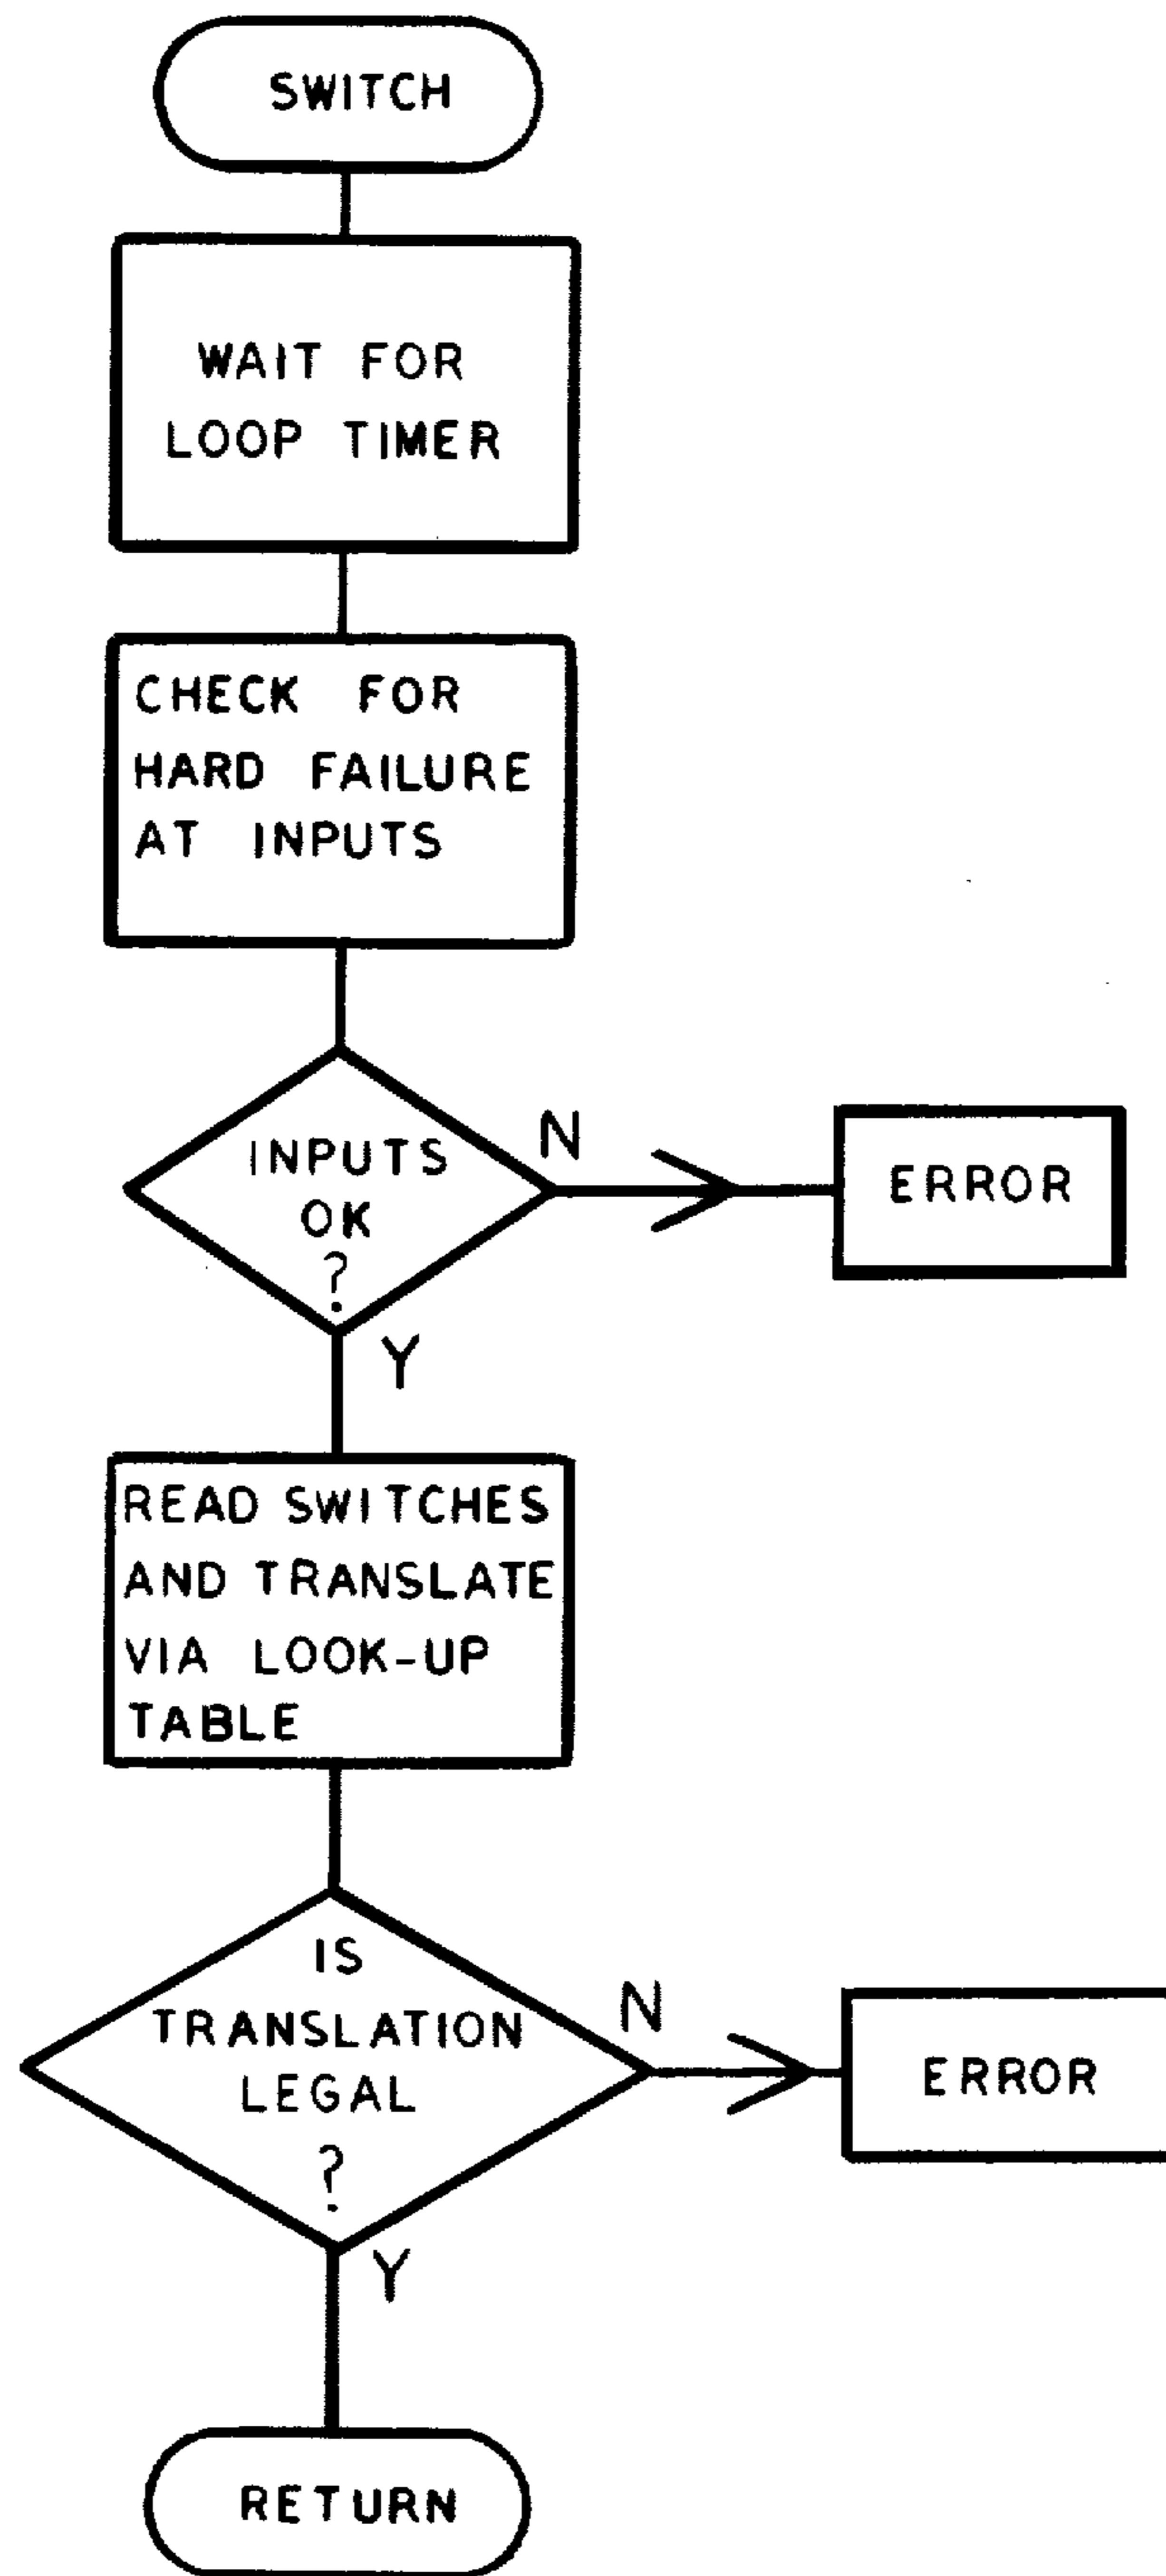 SWITCH
WAIT FOR
LOOP TIMER
CHECK FOR
HARD FAILURE
AT INPUTS
INPUTS
OK
?
N
ERROR
Y
READ SWITCHES
AND TRANSLATE
VIA LOOK-UP
TABLE
IS
TRANSLATION
LEGAL
?
N
ERROR
Y
RETURN